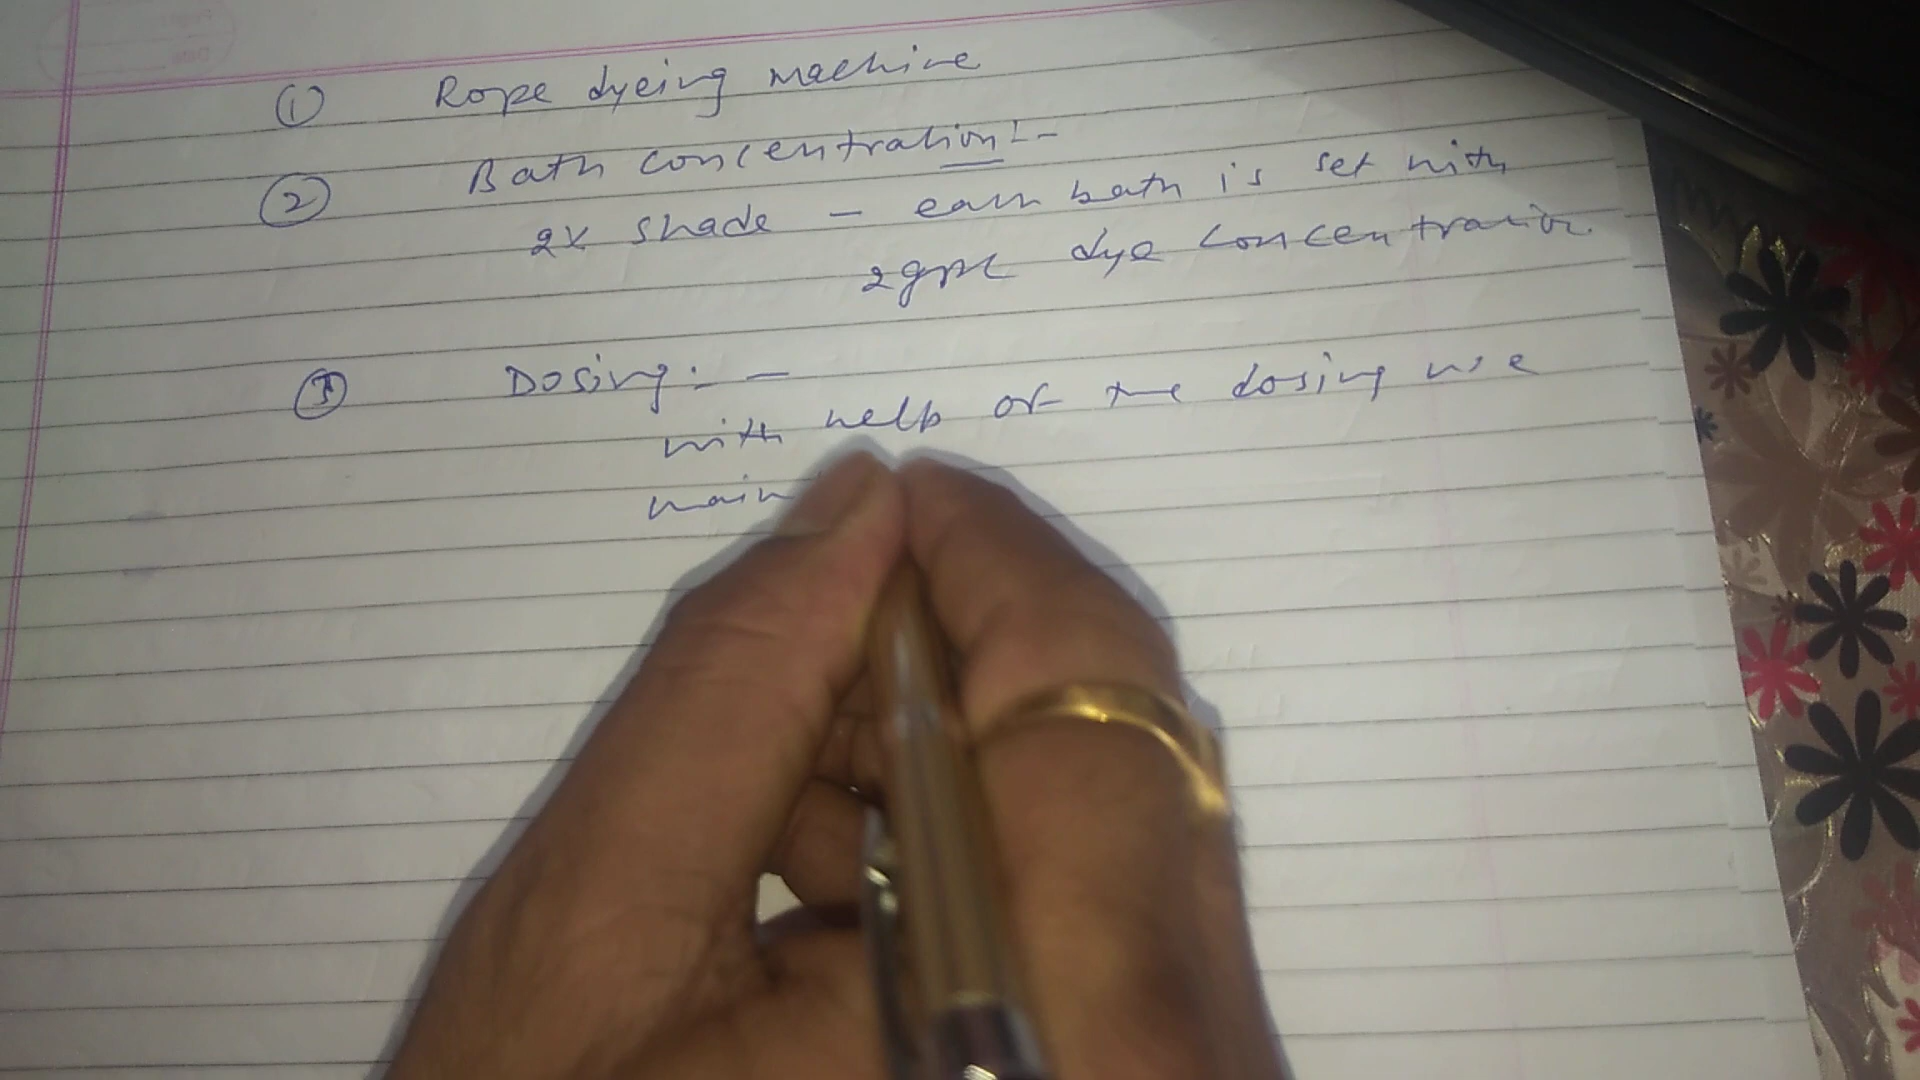 ① Rope dyeing machine
② Bath concentration:-
2% shade - each bath is set with
2gpl dye concentration.
③ Dosing:-
with help of the dosing we
main